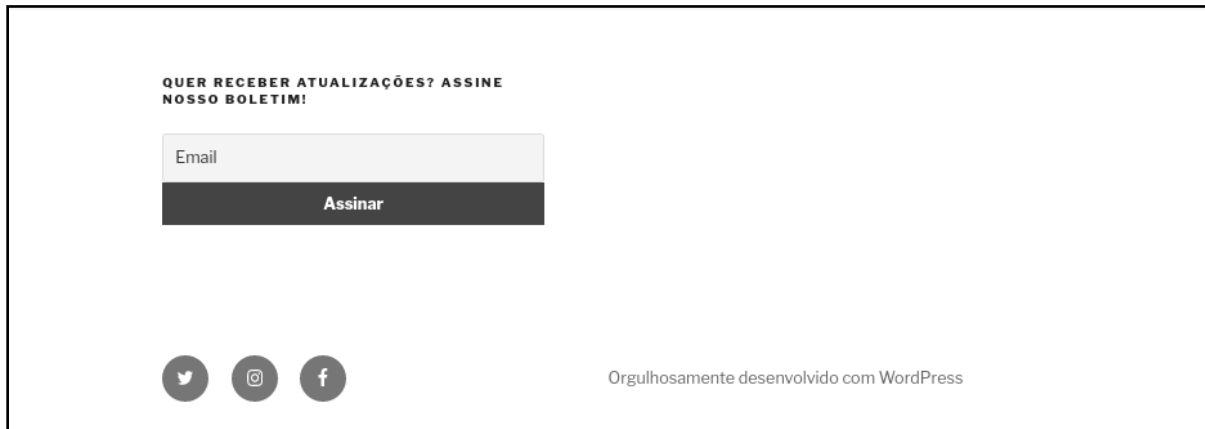 QUER RECEBER ATUALIZAÇÕES? ASSINE
NOSSO BOLETIM!
Email
Assinar
Orgulhosamente desenvolvido com WordPress